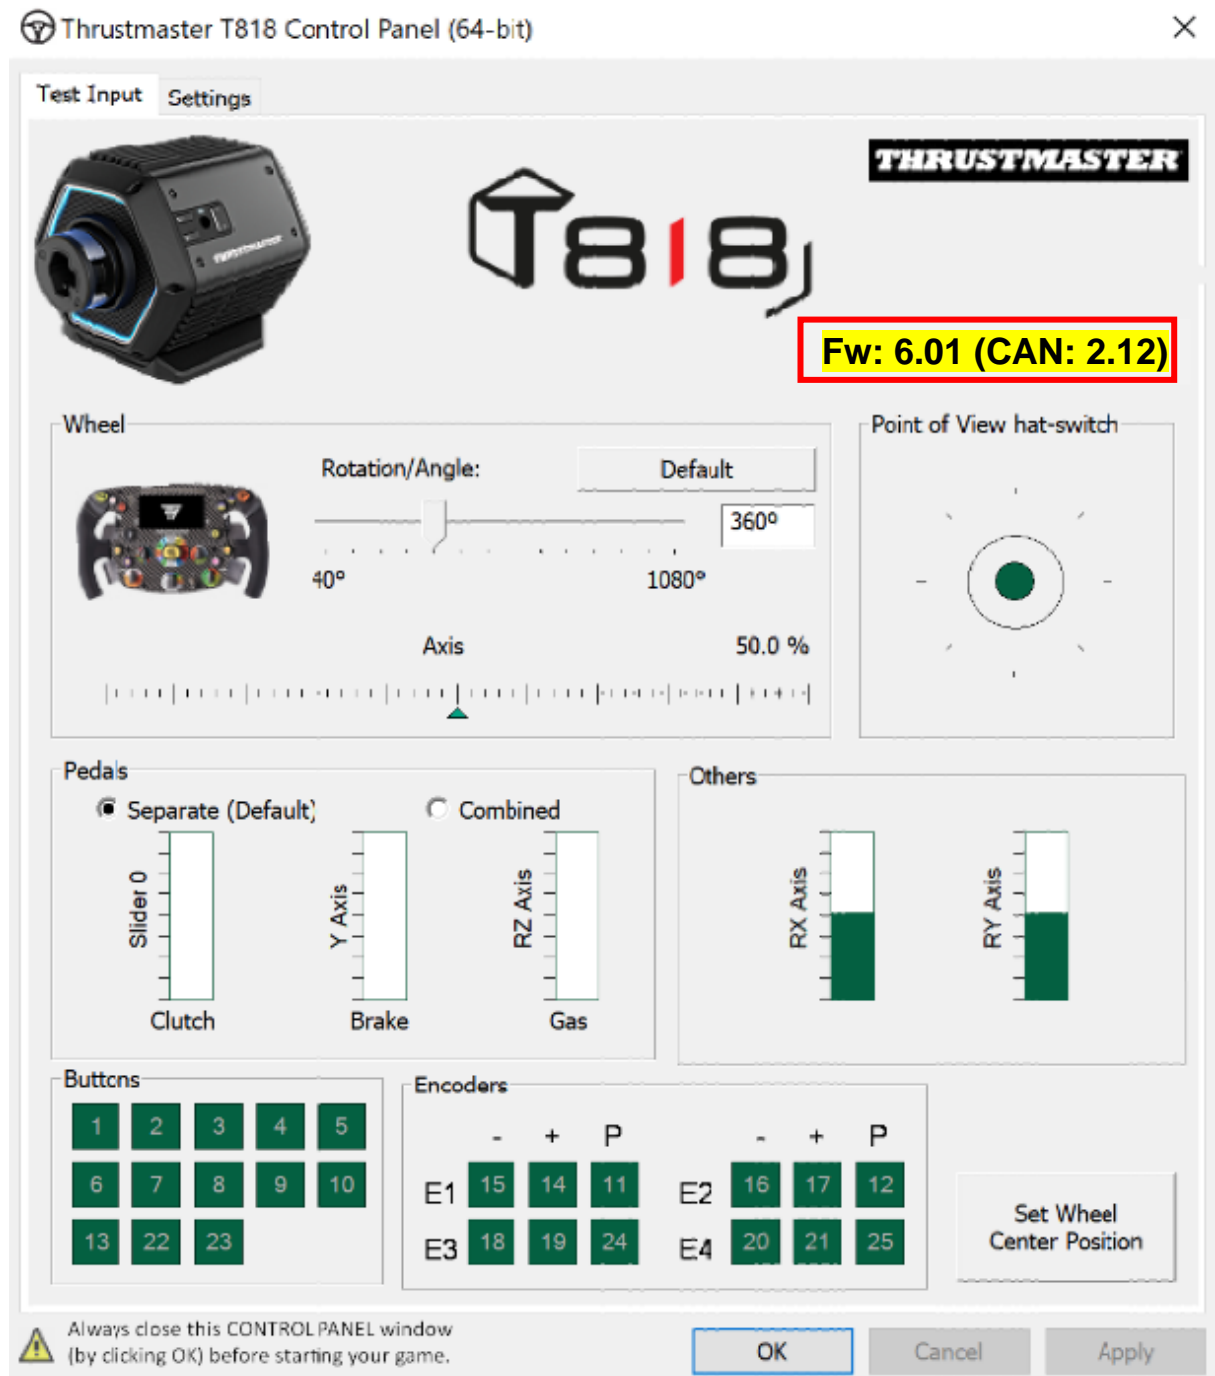 Thrustmaster T818 Control Panel (64-bit)
Test Input Settings
THRUSTMASTER
THRUSTMASTER
T818
Fw: 6.01 (CAN: 2.12)
Wheel
Rotation/Angle: Default
360º
40º 1080º
Axis 50.0 %
Point of View hat-switch
Pedals
Separate (Default) Combined
Slider 0 Y Axis RZ Axis
Clutch Brake Gas
Others
RX Axis RY Axis
Buttons
1 2 3 4 5
6 7 8 9 10
13 22 23
Encoders
- + P - + P
E1 15 14 11 E2 16 17 12
E3 18 19 24 E4 20 21 25
Set Wheel
Center Position
Always close this CONTROL PANEL window
(by clicking OK) before starting your game.
OK Cancel Apply